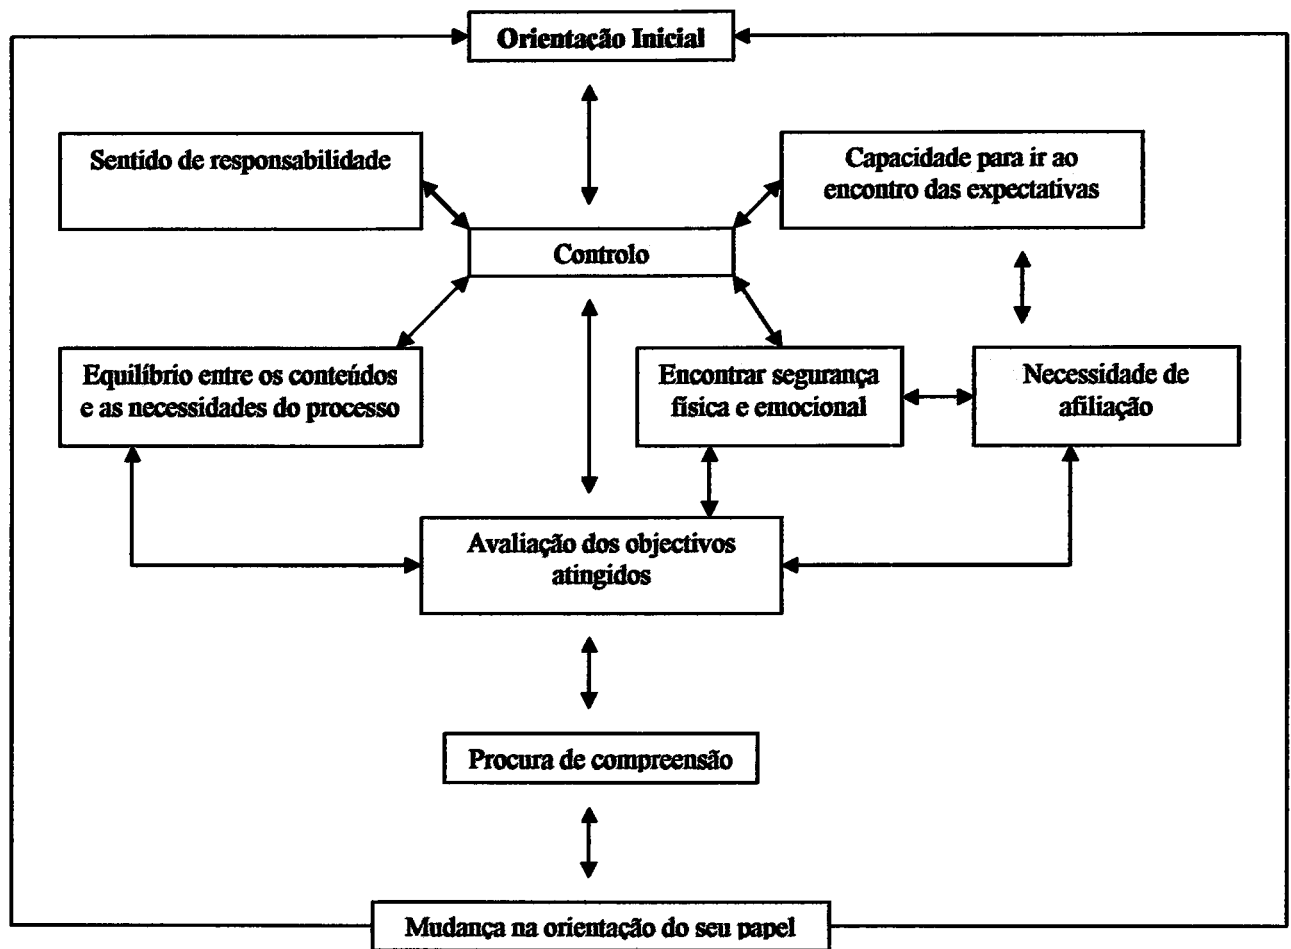 Orientação Inicial
Sentido de responsabilidade
Capacidade para ir ao
encontro das expectativas
Controlo
Equilíbrio entre os conteúdos
e as necessidades do processo
Encontrar segurança
física e emocional
Necessidade de
afiliação
Avaliação dos objectivos
atingidos
Procura de compreensão
Mudança na orientação do seu papel